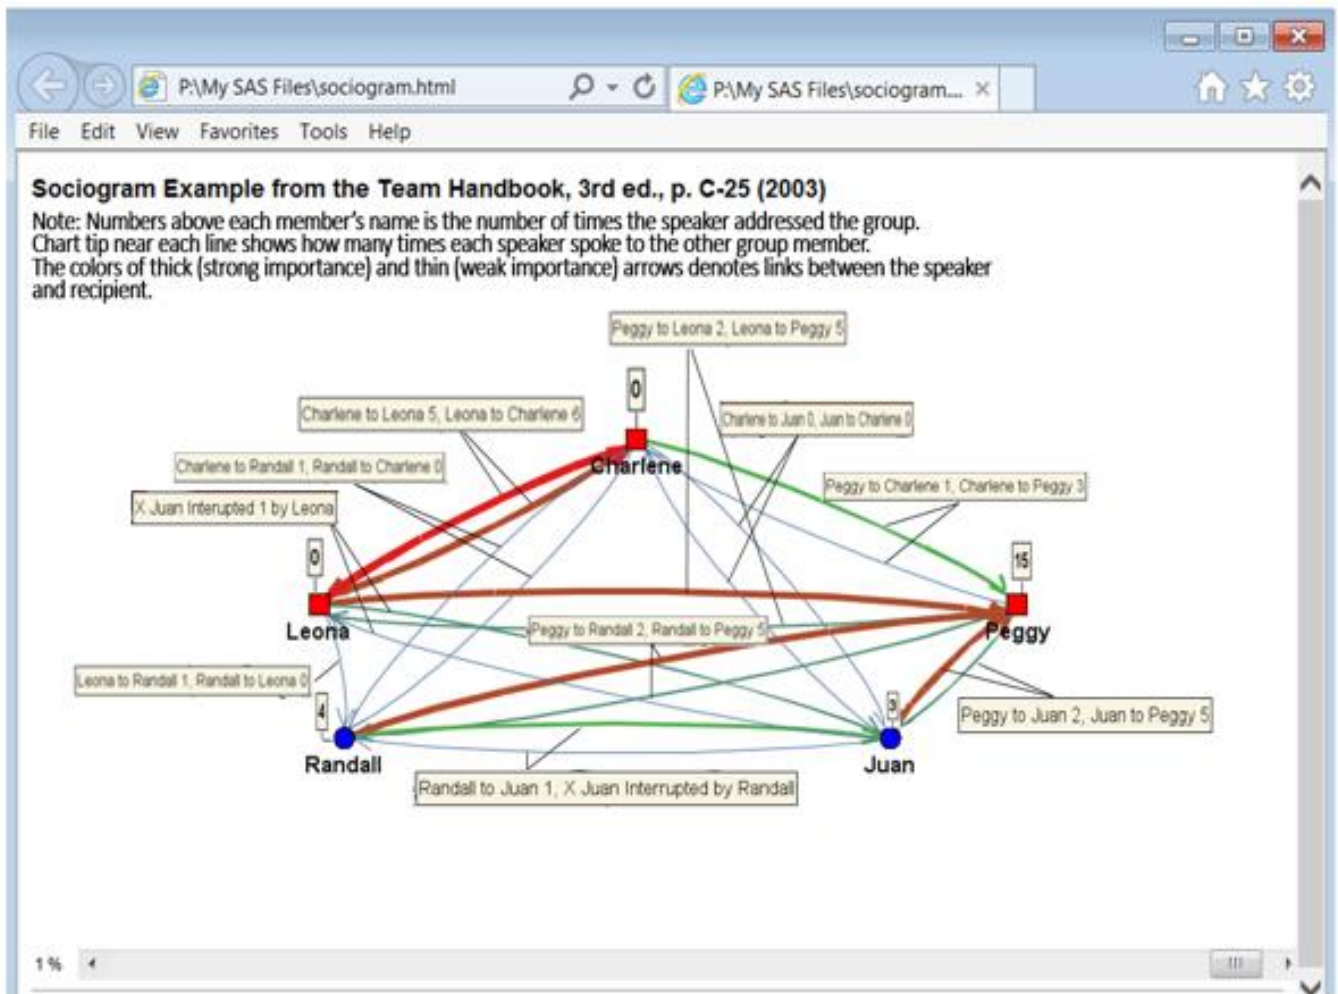 P:\My SAS Files\sociogram.html
P:\My SAS Files\sociogram...
File Edit View Favorites Tools Help
Sociogram Example from the Team Handbook, 3rd ed., p. C-25 (2003)
Note: Numbers above each member's name is the number of times the speaker addressed the group.
Chart tip near each line shows how many times each speaker spoke to the other group member.
The colors of thick (strong importance) and thin (weak importance) arrows denotes links between the speaker
and recipient.
Peggy to Leona 2, Leona to Peggy 5
0
Charlene to Leona 5, Leona to Charlene 6
Charlene to Juan 0, Juan to Charlene 0
Charlene
Charlene to Randall 1, Randall to Charlene 0
Peggy to Charlene 1, Charlene to Peggy 3
X Juan Interupted 1 by Leona
0
15
Leona
Peggy to Randall 2, Randall to Peggy 5
Peggy
Leona to Randall 1, Randall to Leona 0
4
3
Peggy to Juan 2, Juan to Peggy 5
Randall
Juan
Randall to Juan 1, X Juan Interrupted by Randall
1%